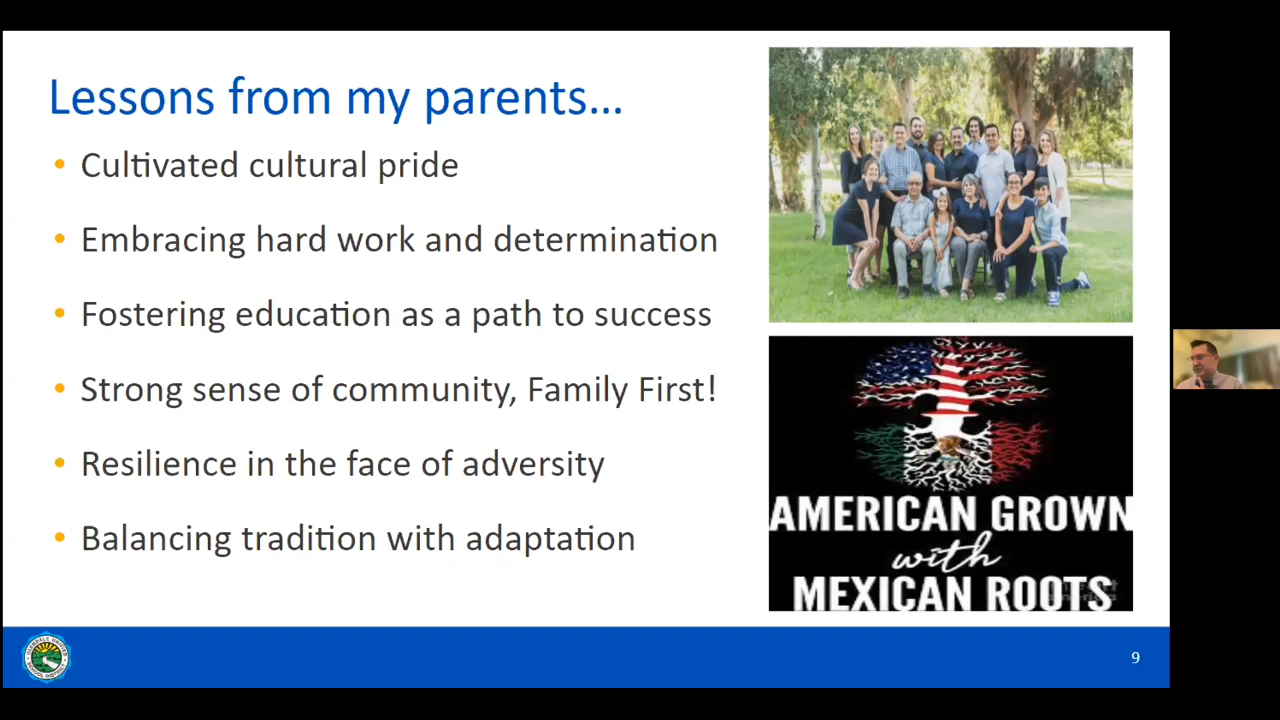 Lessons from my parents...
• Cultivated cultural pride
• Embracing hard work and determination
• Fostering education as a path to success
• Strong sense of community, Family First!
• Resilience in the face of adversity
• Balancing tradition with adaptation
AMERICAN GROWN
with
MEXICAN ROOTS
9